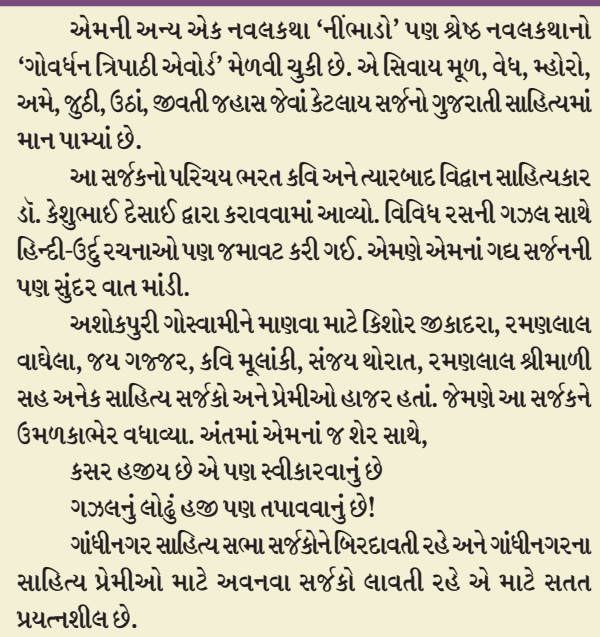 એમની અન્ય એક નવલકથા ‘નીંભાડો’ પણ શ્રેષ્ઠ નવલકથાનો
‘ગોવર્ધન ત્રિપાઠી એવોર્ડ’ મેળવી ચુકી છે. એ સિવાય મૂળ, વેધ, મ્હોરો,
અમે, જુઠી, ઉઠાં, જીવતી જહાસ જેવાં કેટલાય સર્જનો ગુજરાતી સાહિત્યમાં
માન પામ્યાં છે.
આ સર્જકનો પરિચય ભરત કવિ અને ત્યારબાદ વિદ્વાન સાહિત્યકાર
ડૉ. કેશુભાઈ દેસાઈ દ્વારા કરાવવામાં આવ્યો. વિવિધ રસની ગઝલ સાથે
હિન્દી-ઉર્દુ રચનાઓ પણ જમાવટ કરી ગઈ. એમણે એમનાં ગદ્ય સર્જનની
પણ સુંદર વાત માંડી.
અશોકપુરી ગોસ્વામીને માણવા માટે કિશોર જીકાદરા, રમણલાલ
વાઘેલા, જય ગજ્જર, કવિ મૂલાંકી, સંજય થોરાત, રમણલાલ શ્રીમાળી
સહ અનેક સાહિત્ય સર્જકો અને પ્રેમીઓ હાજર હતાં. જેમણે આ સર્જકને
ઉમળકાભેર વધાવ્યા. અંતમાં એમનાં જ શેર સાથે,
કસર હજીય છે એ પણ સ્વીકારવાનું છે
ગઝલનું લોઢું હજી પણ તપાવવાનું છે!
ગાંધીનગર સાહિત્ય સભા સર્જકોને બિરદાવતી રહે અને ગાંધીનગરના
સાહિત્ય પ્રેમીઓ માટે અવનવા સર્જકો લાવતી રહે એ માટે સતત
પ્રયત્નશીલ છે.